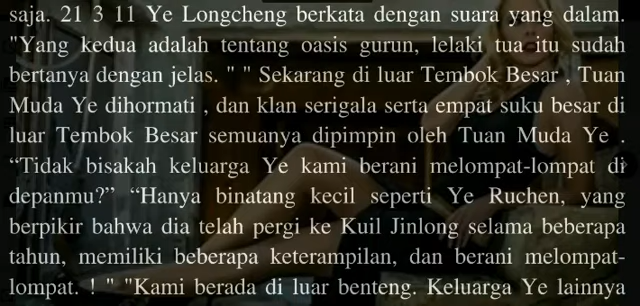 saja. 21 3 11 Ye Longcheng berkata dengan suara yang dalam.
"Yang kedua adalah tentang oasis gurun, lelaki tua itu sudah
bertanya dengan jelas. " " Sekarang di luar Tembok Besar , Tuan
Muda Ye dihormati , dan klan serigala serta empat suku besar di
luar Tembok Besar semuanya dipimpin oleh Tuan Muda Ye .
“Tidak bisakah keluarga Ye kami berani melompat-lompat di
depanmu?” “Hanya binatang kecil seperti Ye Ruchen, yang
berpikir bahwa dia telah pergi ke Kuil Jinlong selama beberapa
tahun, memiliki beberapa keterampilan, dan berani melompat-
lompat. ! " "Kami berada di luar benteng. Keluarga Ye lainnya